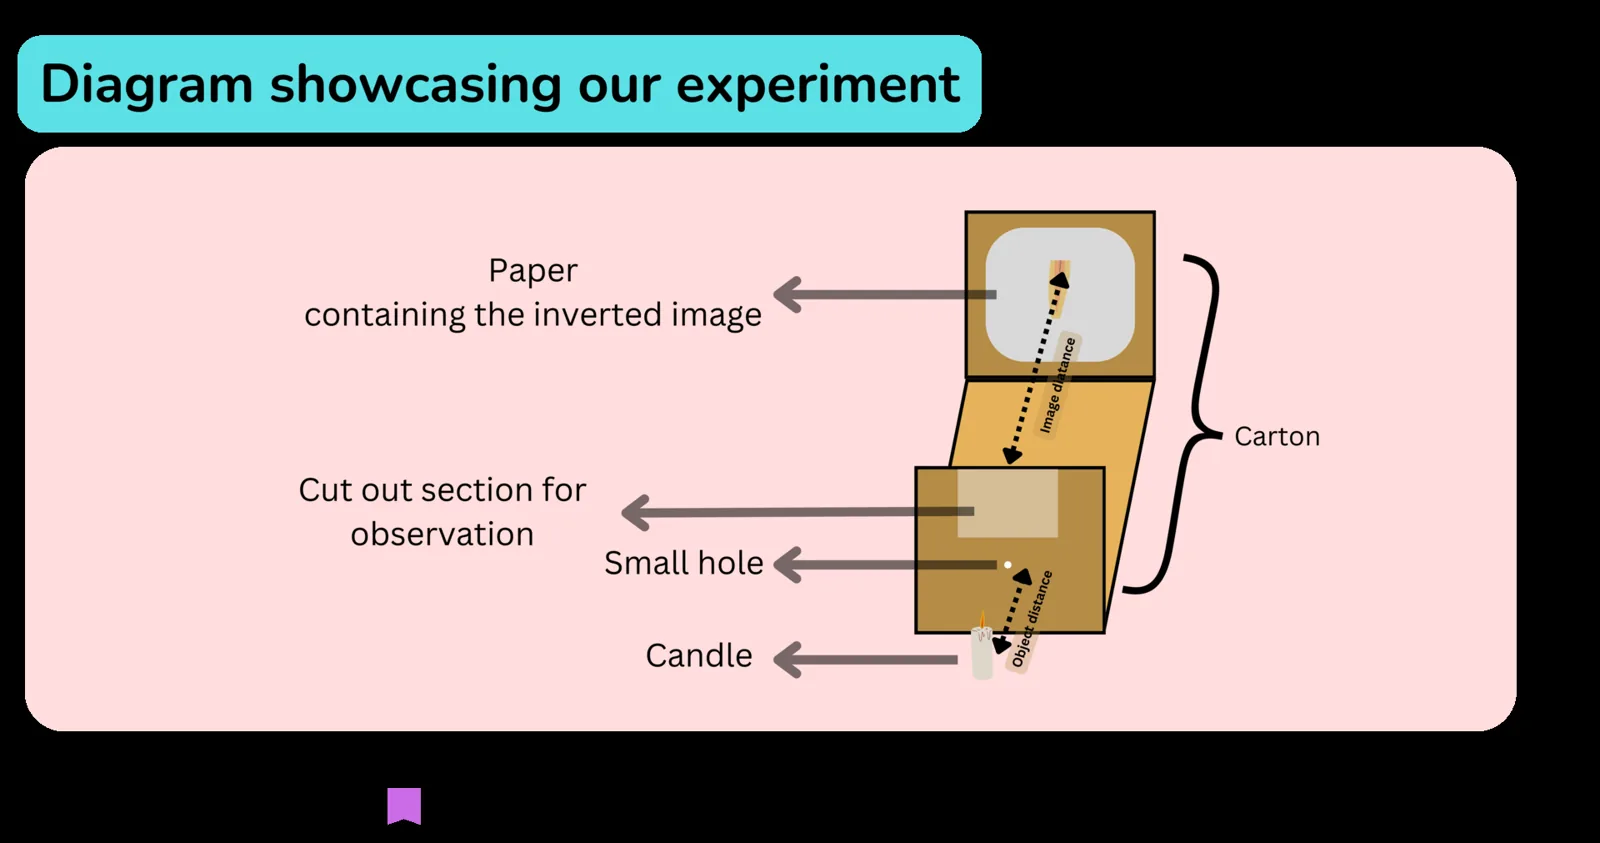 Diagram showcasing our experiment
Paper
containing the inverted image
Image diatance
Carton
Cut out section for
observation
Small hole
Object distance
Candle